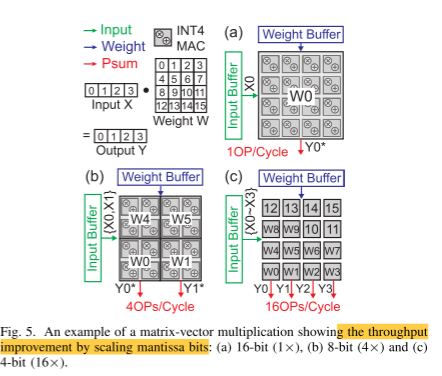 Input
Weight
Psum
INT4
MAC
0 1 2 3
Input X
0 1 2 3
4 5 6 7
8 9 10 11
12 13 14 15
Weight W
= 0 1 2 3
Output Y
(a)
Weight Buffer
Input Buffer
X0
W0
1OP/Cycle
Y0*
(b)
Weight Buffer
Input Buffer
{X0,X1}
W4 W5
W0 W1
Y0* Y1*
4OPs/Cycle
(c)
Weight Buffer
Input Buffer
{X0~X3}
12 13 14 15
W8 W9 10 11
W4 W5 W6 W7
W0 W1 W2 W3
Y0 Y1 Y2 Y3
16OPs/Cycle
Fig. 5. An example of a matrix-vector multiplication showing the throughput
improvement by scaling mantissa bits: (a) 16-bit (1×), (b) 8-bit (4×) and (c)
4-bit (16×).